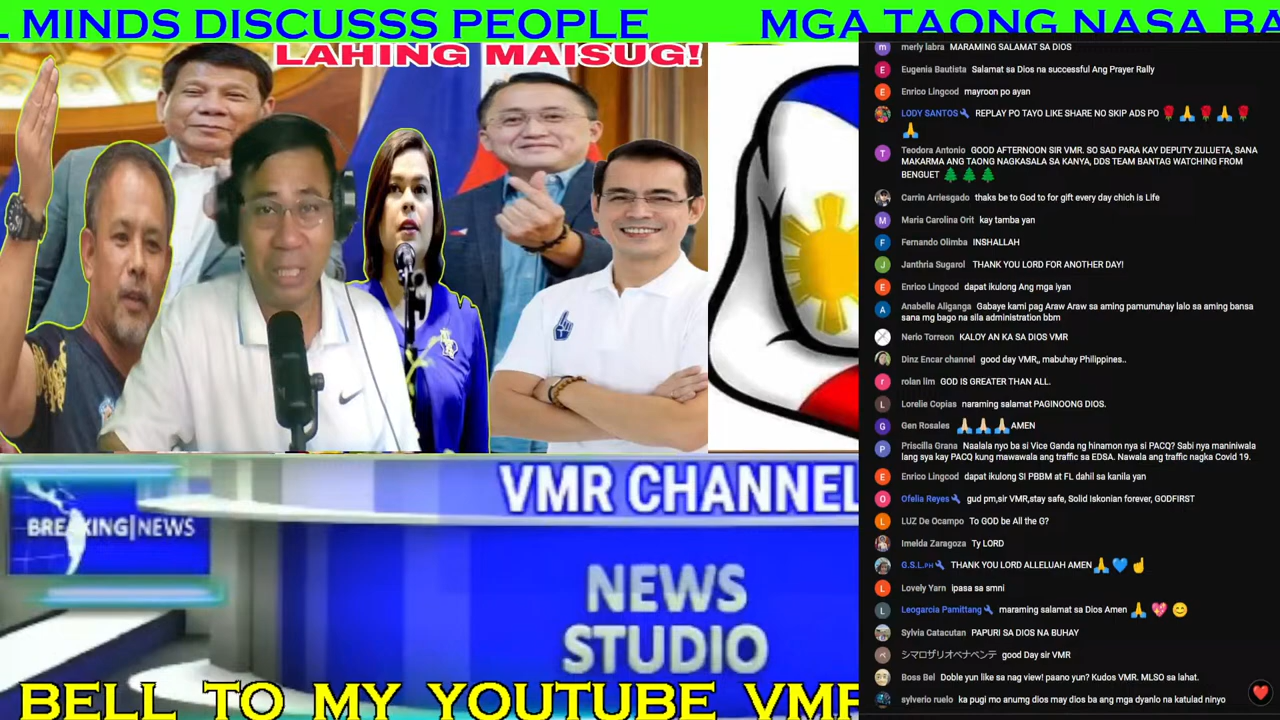 L MINDS DISCUSSS PEOPLE MGA TAONG NASA BA
LAHING MAISUG!
VMR CHANNEL
BREAKING|NEWS
NEWS
STUDIO
BELL TO MY YOUTUBE VMR
merly labra MARAMING SALAMAT SA DIOS
Eugenia Bautista Salamat sa Dios na successful Ang Prayer Rally
Enrico Lingcod mayroon po ayan
LODY SANTOS🔧 REPLAY PO TAYO LIKE SHARE NO SKIP ADS PO 🌹🙏🌹🙏🌹
🙏
Teodora Antonio GOOD AFTERNOON SIR VMR. SO SAD PARA KAY DEPUTY ZULUETA, SANA
MAKARMA ANG TAONG NAGKASALA SA KANYA, DDS TEAM BANTAG WATCHING FROM
BENGUET 🌲🌲🌲
Carrin Arriesgado thaks be to God to for gift every day chich is Life
Maria Carolina Orit kay tamba yan
Fernando Olimba INSHALLAH
Janthria Sugarol THANK YOU LORD FOR ANOTHER DAY!
Enrico Lingcod dapat ikulong Ang mga iyan
Anabelle Aliganga Gabaye kami pag Araw Araw sa aming pamumuhay lalo sa aming bansa
sana mg bago na sila administration bbm
Nerio Torreon KALOY AN KA SA DIOS VMR
Dinz Encar channel good day VMR,, mabuhay Philippines..
rolan lim GOD IS GREATER THAN ALL.
Lorelie Copias naraming salamat PAGINOONG DIOS.
Gen Rosales 🙏🙏🙏AMEN
Priscilla Grana Naalala nyo ba si Vice Ganda ng hinamon nya si PACQ? Sabi nya maniniwala
lang sya kay PACQ kung mawawala ang traffic sa EDSA. Nawala ang traffic nagka Covid 19.
Enrico Lingcod dapat ikulong SI PBBM at FL dahil sa kanila yan
Ofelia Reyes🔧 gud pm,sir VMR,stay safe, Solid Iskonian forever, GODFIRST
LUZ De Ocampo To GOD be All the G?
Imelda Zaragoza Ty LORD
G.S.L.PH🔧 THANK YOU LORD ALLELUAH AMEN🙏💙☝
Lovely Yarn ipasa sa smni
Leogarcia Pamittang🔧 maraming salamat sa Dios Amen 🙏 💖 😊
Sylvia Catacutan PAPURI SA DIOS NA BUHAY
シマロザリオベナベンテ good Day sir VMR
Boss Bel Doble yun like sa nag view! paano yun? Kudos VMR. MLSO sa lahat.
sylverio ruelo ka pugi mo anumg dios may dios ba ang mga dyanlo na katulad ninyo